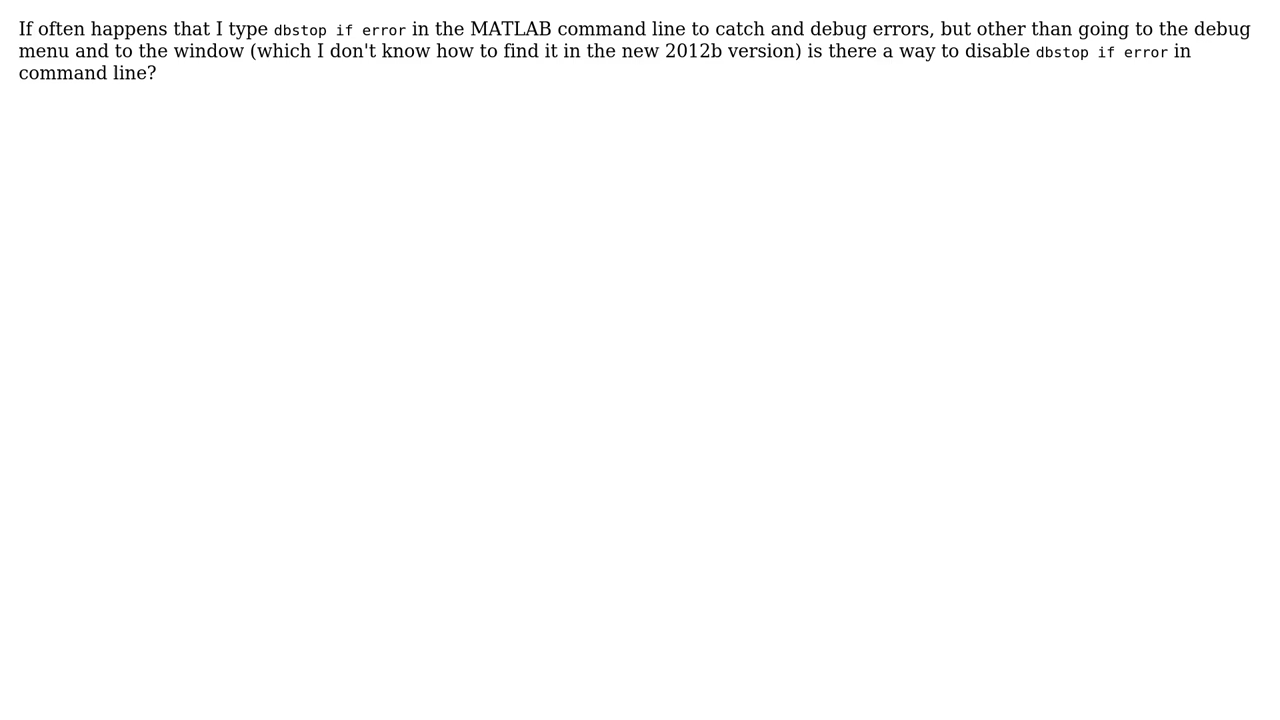 If often happens that I type dbstop if error in the MATLAB command line to catch and debug errors, but other than going to the debug
menu and to the window (which I don't know how to find it in the new 2012b version) is there a way to disable dbstop if error in
command line?